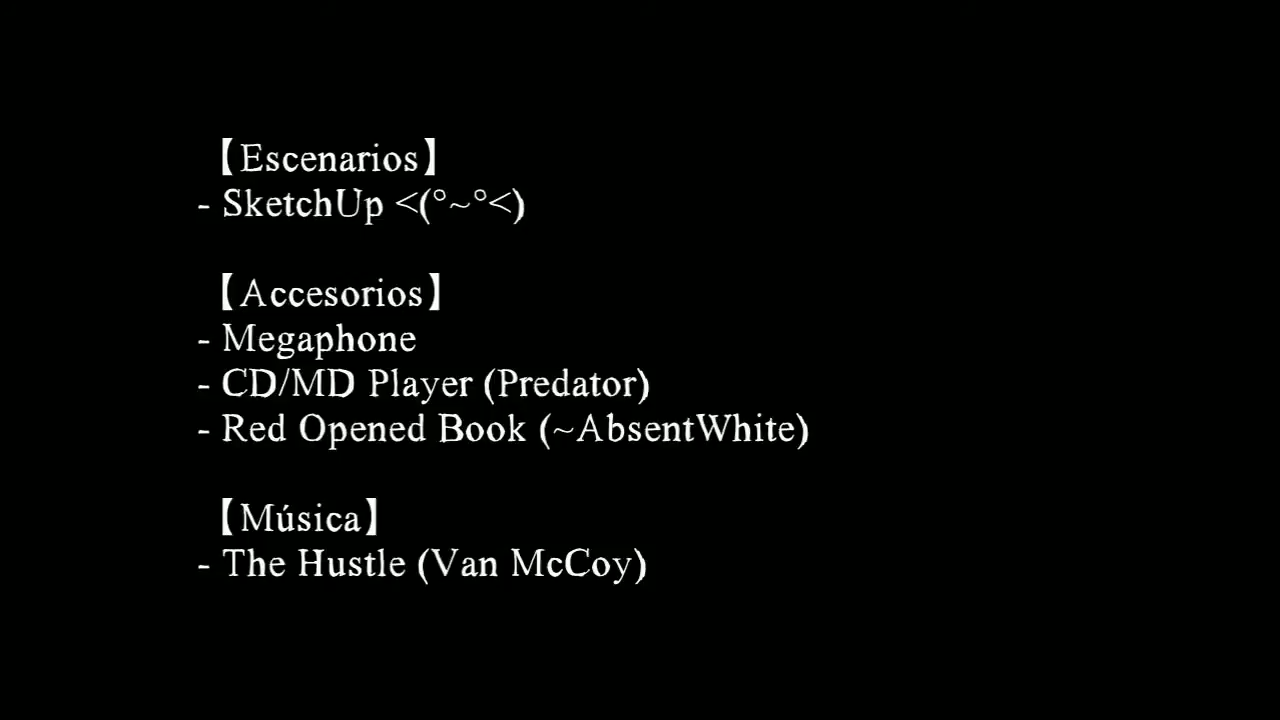 【Escenarios】
- SketchUp <(°~°<)
【Accesorios】
- Megaphone
- CD/MD Player (Predator)
- Red Opened Book (~AbsentWhite)
【Música】
- The Hustle (Van McCoy)